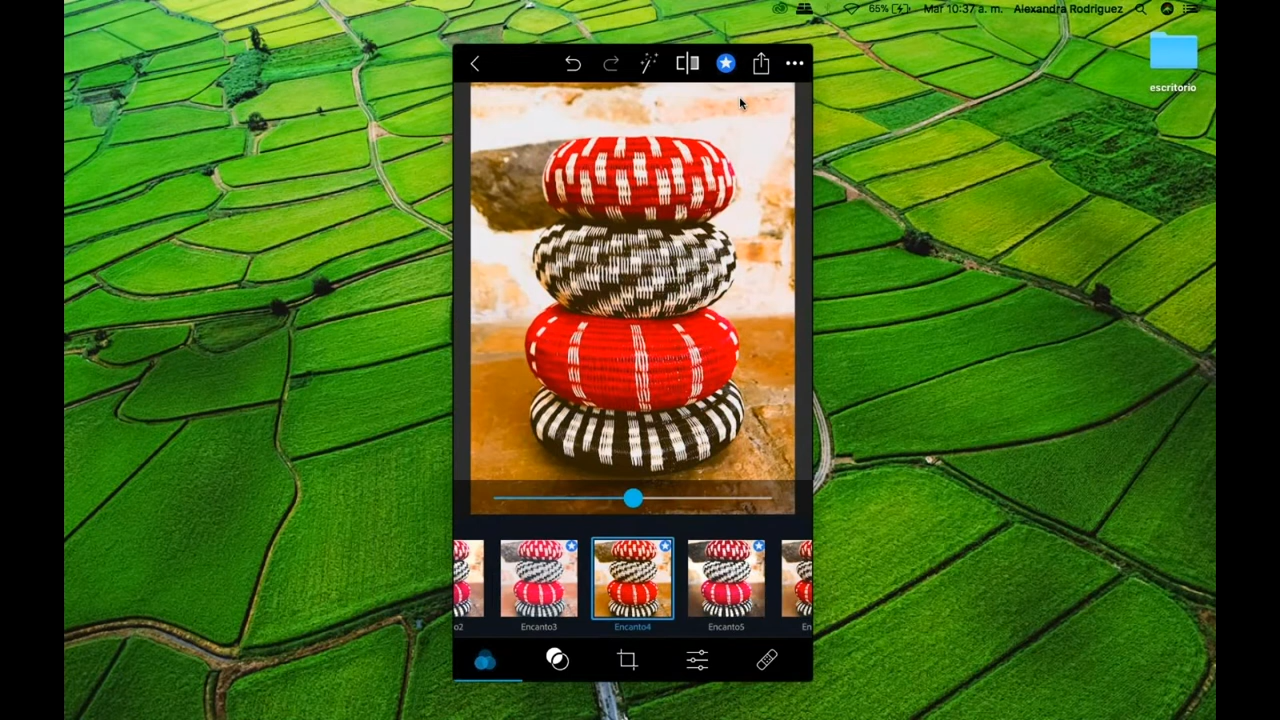 65% Mar 10:37 a. m. Alexandra Rodriguez
escritorio
o2 Encanto3 Encanto4 Encanto5 En